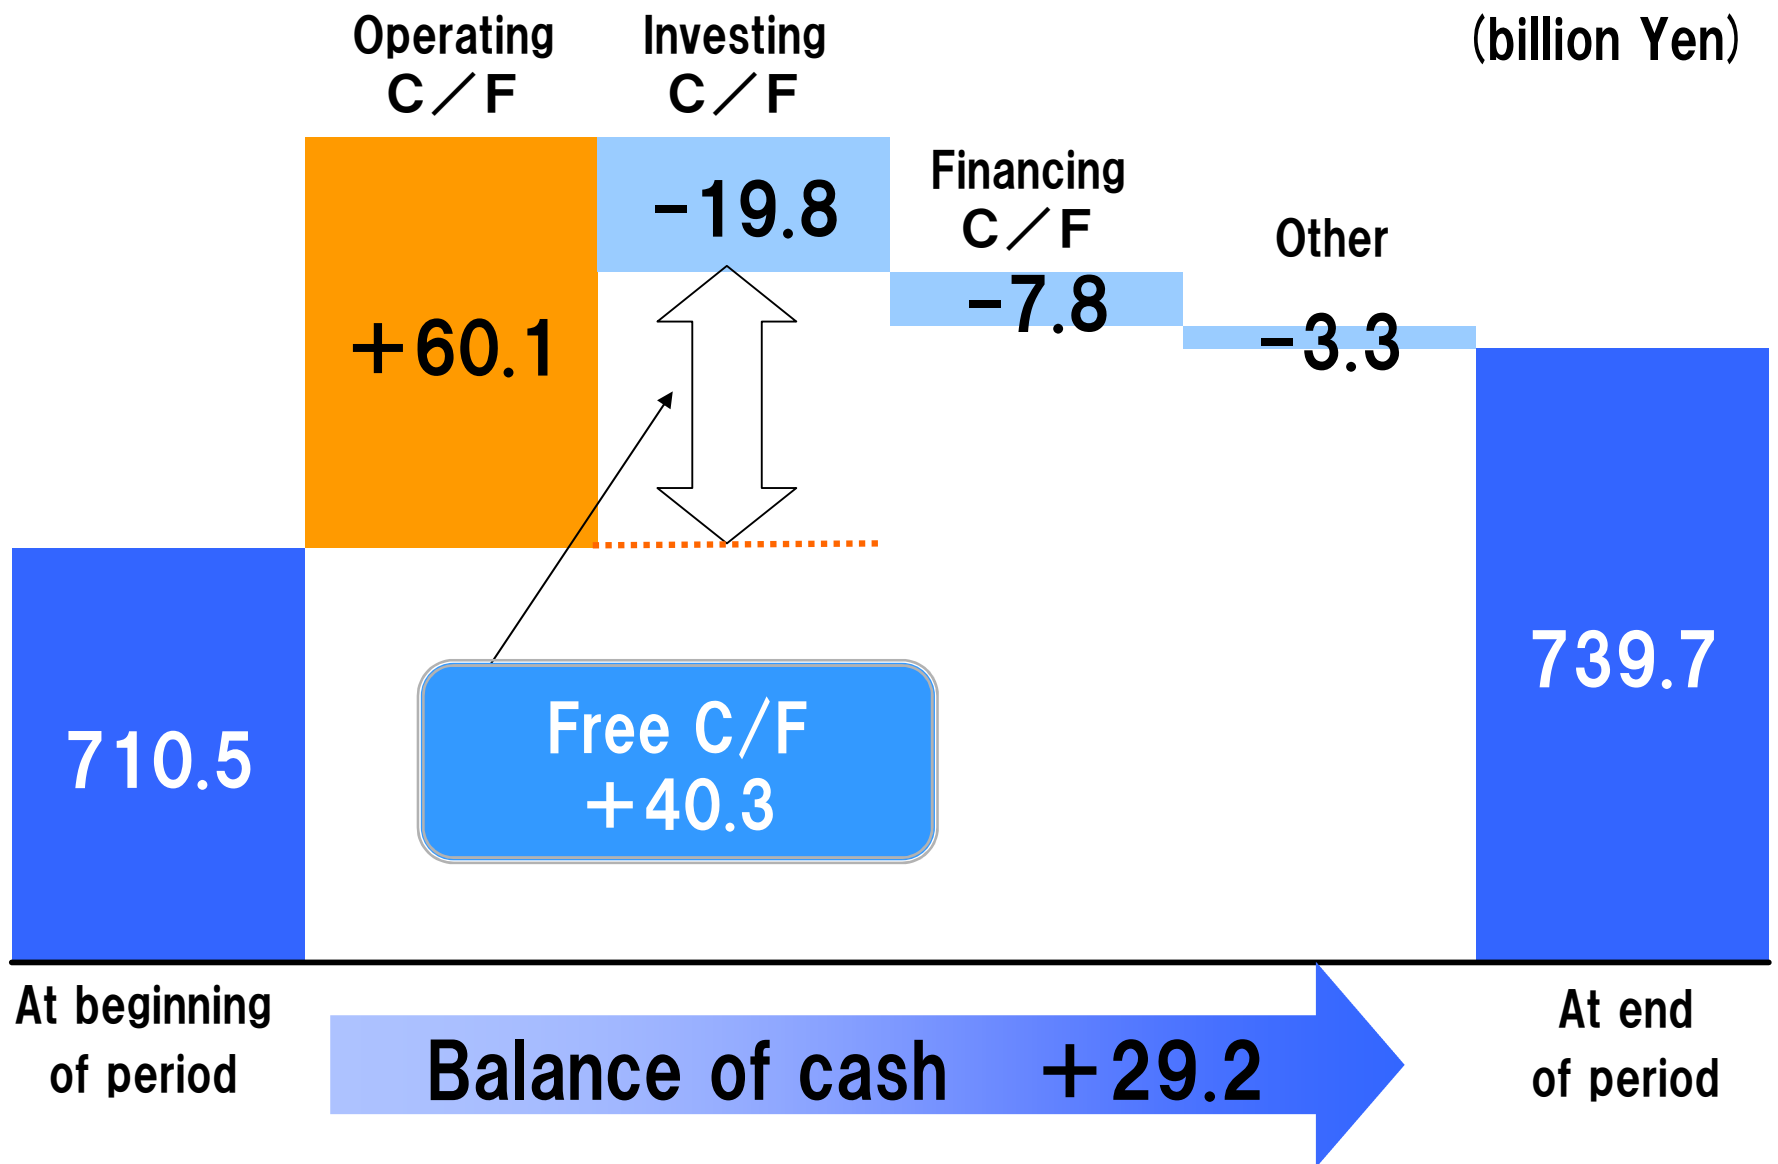 (billion Yen)
Operating
C／F
Investing
C／F
Financing
C／F
Other
＋60.1
−19.8
−7.8
−3.3
710.5
739.7
Free C/F
＋40.3
At beginning
of period
Balance of cash ＋29.2
At end
of period